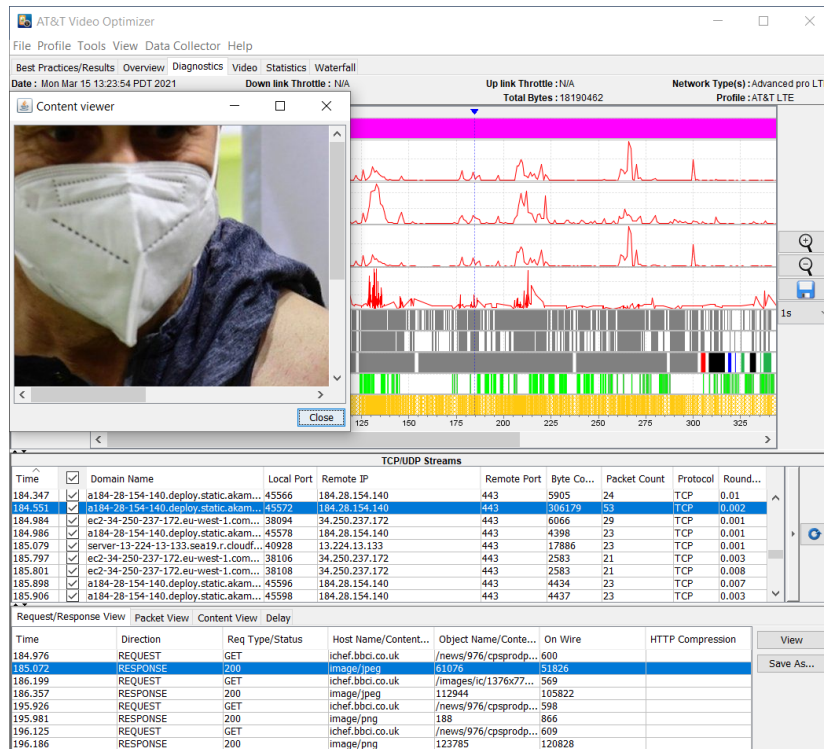 AT&T Video Optimizer
File Profile Tools View Data Collector Help
Best Practices/Results Overview Diagnostics Video Statistics Waterfall
Date : Mon Mar 15 13:23:54 PDT 2021 Down link Throttle : N/A Up link Throttle : N/A Network Type(s) : Advanced pro LT
Total Bytes : 18190462 Profile : AT&T LTE
Content viewer
1s
Close
125 150 175 200 225 250 275 300 325
TCP/UDP Streams
Time Domain Name Local Port Remote IP Remote Port Byte Co... Packet Count Protocol Round...
184.347 a184-28-154-140.deploy.static.akam... 45566 184.28.154.140 443 5905 24 TCP 0.01
184.551 a184-28-154-140.deploy.static.akam... 45572 184.28.154.140 443 306179 53 TCP 0.002
184.984 ec2-34-250-237-172.eu-west-1.com... 38094 34.250.237.172 443 6066 29 TCP 0.001
184.986 a184-28-154-140.deploy.static.akam... 45578 184.28.154.140 443 4398 23 TCP 0.001
185.079 server-13-224-13-133.sea19.r.cloudf... 40928 13.224.13.133 443 17886 23 TCP 0.001
185.797 ec2-34-250-237-172.eu-west-1.com... 38106 34.250.237.172 443 2583 21 TCP 0.003
185.801 ec2-34-250-237-172.eu-west-1.com... 38108 34.250.237.172 443 2583 21 TCP 0.008
185.898 a184-28-154-140.deploy.static.akam... 45596 184.28.154.140 443 4434 23 TCP 0.007
185.906 a184-28-154-140.deploy.static.akam... 45598 184.28.154.140 443 4437 23 TCP 0.003
Request/Response View Packet View Content View Delay
Time Direction Req Type/Status Host Name/Content... Object Name/Conte... On Wire HTTP Compression View
184.976 REQUEST GET ichef.bbci.co.uk /news/976/cpsprodp... 600
185.072 RESPONSE 200 image/jpeg 61076 51826 Save As...
186.199 REQUEST GET ichef.bbci.co.uk /images/ic/1376x77... 569
186.357 RESPONSE 200 image/jpeg 112944 105822
195.926 REQUEST GET ichef.bbci.co.uk /news/976/cpsprodp... 598
195.981 RESPONSE 200 image/png 188 866
196.125 REQUEST GET ichef.bbci.co.uk /news/976/cpsprodp... 609
196.186 RESPONSE 200 image/png 123785 120828